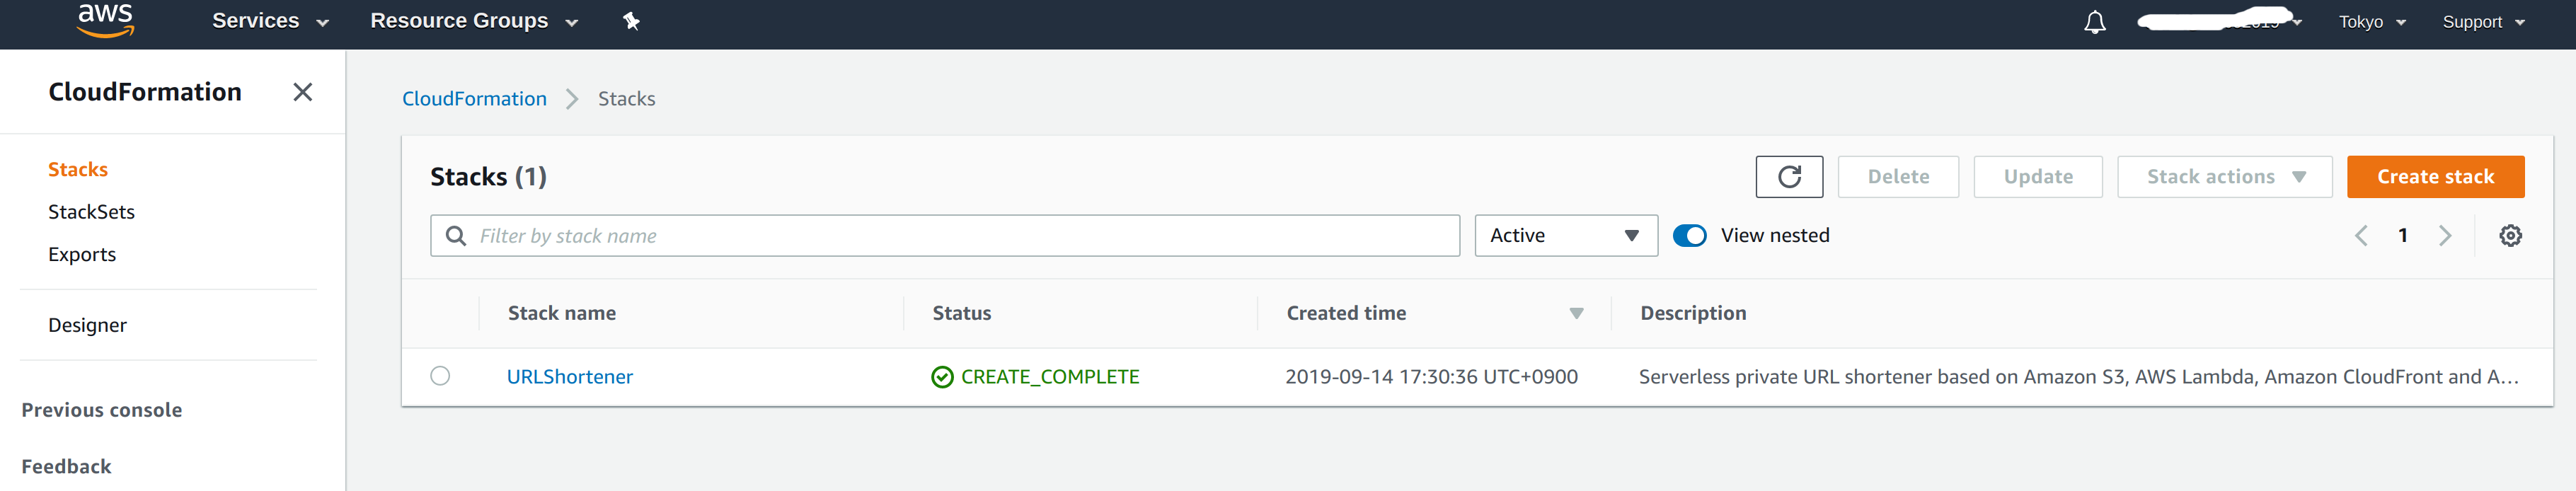 aws Services Resource Groups Tokyo Support
CloudFormation
Stacks
StackSets
Exports
Designer
Previous console
Feedback
CloudFormation > Stacks
Stacks (1) Delete Update Stack actions Create stack
Filter by stack name Active View nested 1
Stack name Status Created time Description
URLShortener CREATE_COMPLETE 2019-09-14 17:30:36 UTC+0900 Serverless private URL shortener based on Amazon S3, AWS Lambda, Amazon CloudFront and A...